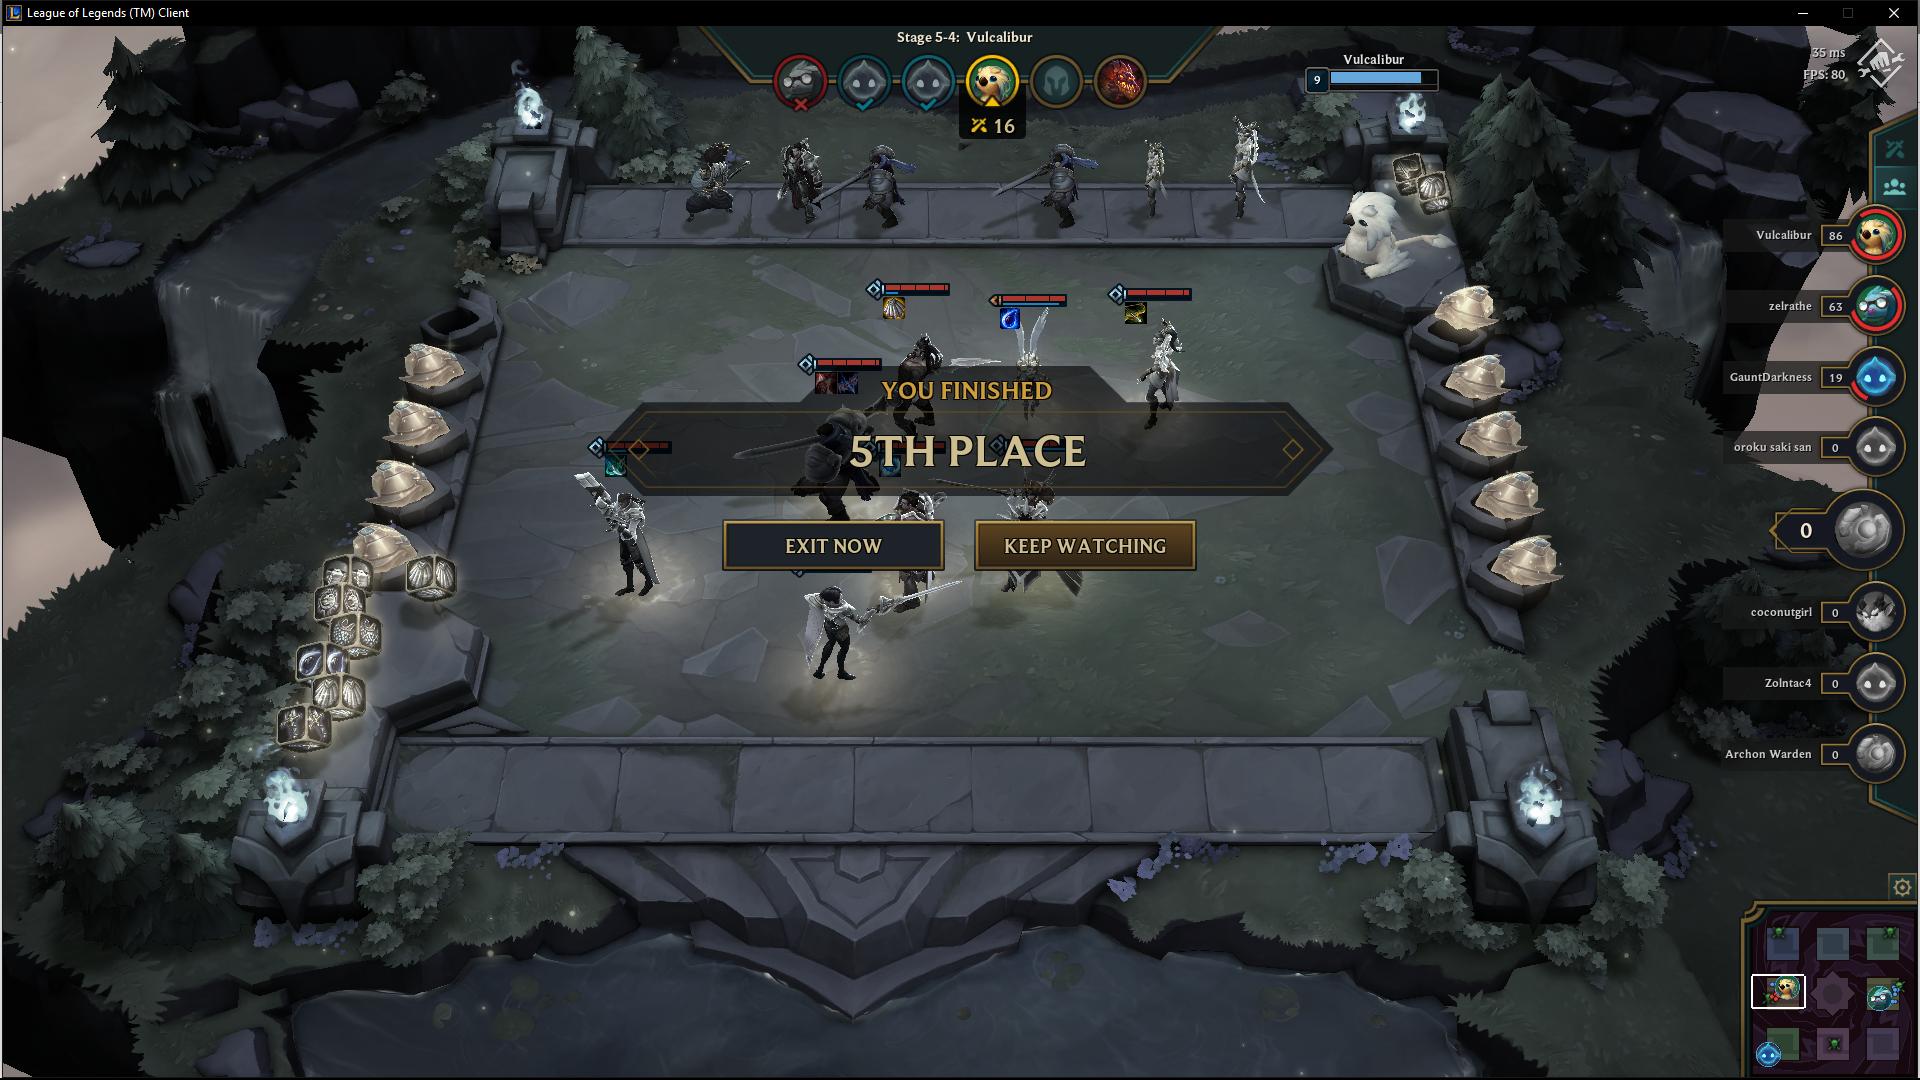 League of Legends (TM) Client
Stage 5-4: Vulcalibur
16
Vulcalibur
9
35 ms
FPS: 80
Vulcalibur 86
zelrathe 63
GauntDarkness 19
oroku saki san 0
0
coconutgirl 0
Zolntac4 0
Archon Warden 0
YOU FINISHED
5TH PLACE
EXIT NOW
KEEP WATCHING